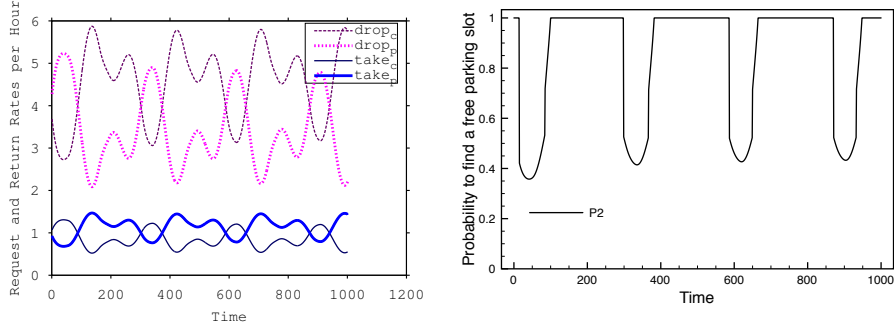 Request and Return Rates per Hour
6
5
4
3
2
1
0
0 200 400 600 800 1000 1200
Time
drop_c
drop_p
take_c
take_p
Probability to find a free parking slot
1
0.8
0.6
0.4
0.2
0
0 200 400 600 800 1000
Time
P2